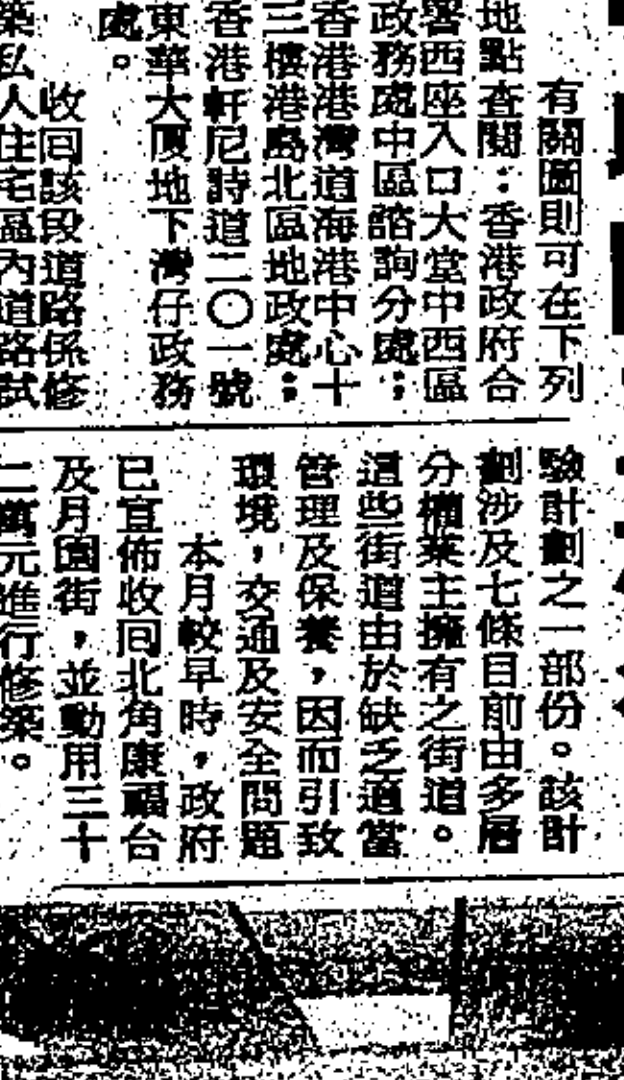 有關圖則可在下列
地點查閱：香港政府合
署西座入口大堂中西區
政務處中區諮詢分處；
香港港灣道海港中心十
三樓港島北區地政處；
香港軒尼詩道二〇一號
東華大厦地下灣仔政務
處。
收回該段道路係修
築私人住宅區內道路試
驗計劃之一部份。該計
劃涉及七條目前由多層
分權業主擁有之街道。
這些街道由於缺乏適當
管理及保養，因而引致
環境，交通及安全問題
本月較早時，政府
已宣佈收回北角康福台
及月園街，並動用三十
二萬元進行修築。